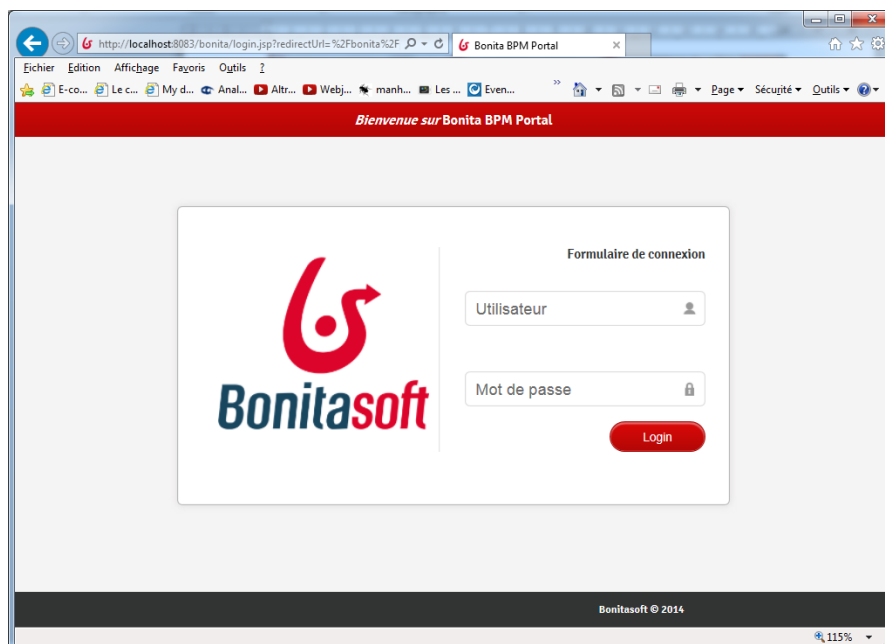 http://localhost:8083/bonita/login.jsp?redirectUrl=%2Fbonita%2F
Bonita BPM Portal
Fichier Edition Affichage Favoris Outils ?
E-co... Le c... My d... Anal... Altr... Webj... manh... Les ... Even... » Page Sécurité Outils
Bienvenue sur Bonita BPM Portal
Formulaire de connexion
Utilisateur
Mot de passe
Bonitasoft
Login
Bonitasoft © 2014
115%